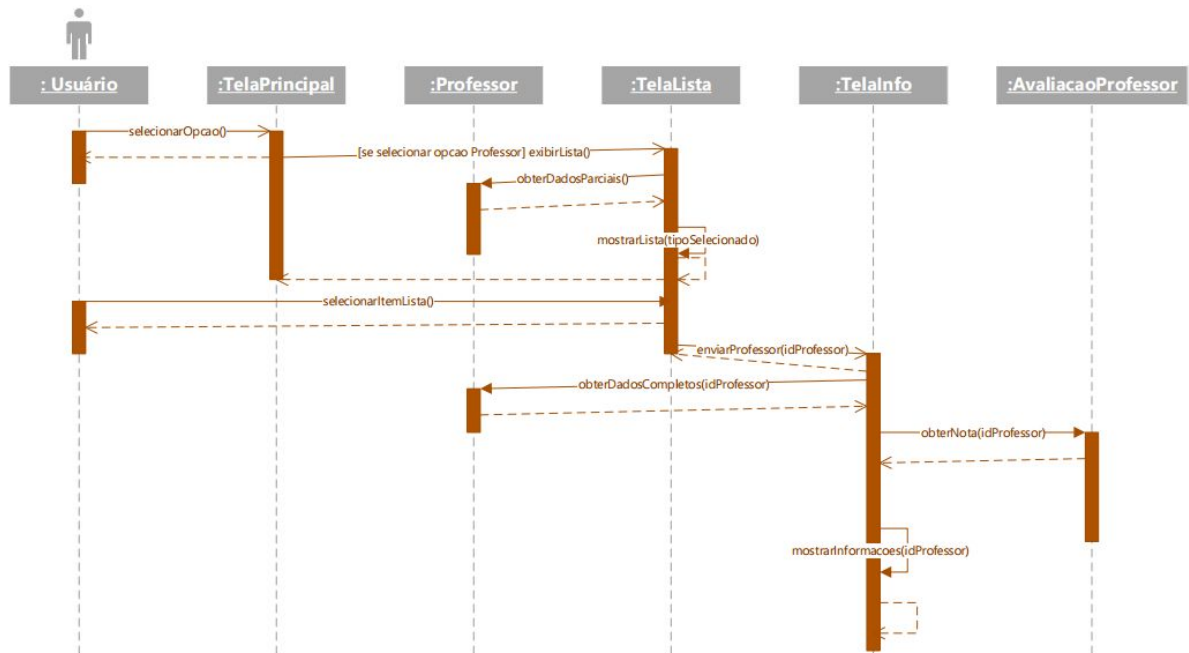 : Usuário
:TelaPrincipal
:Professor
:TelaLista
:TelaInfo
:AvaliacaoProfessor
selecionarOpcao()
[se selecionar opcao Professor] exibirLista()
obterDadosParciais()
mostrarLista(tipoSelecionado)
selecionarItemLista()
enviarProfessor(idProfessor)
obterDadosCompletos(idProfessor)
obterNota(idProfessor)
mostrarInformacoes(idProfessor)